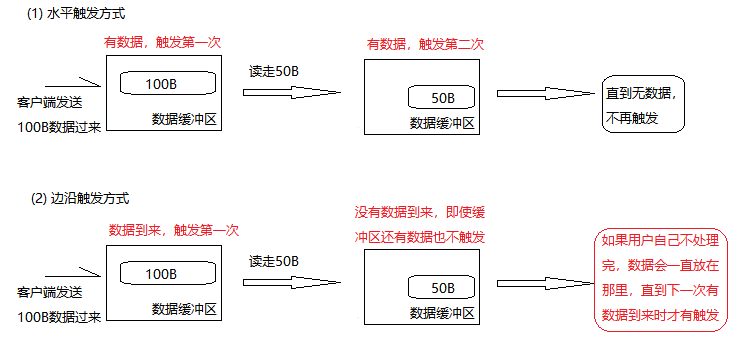 (1) 水平触发方式
有数据，触发第一次
100B
数据缓冲区
客户端发送
100B数据过来
读走50B
有数据，触发第二次
50B
数据缓冲区
直到无数据，
不再触发
(2) 边沿触发方式
数据到来，触发第一次
100B
数据缓冲区
客户端发送
100B数据过来
读走50B
没有数据到来，即使缓
冲区还有数据也不触发
50B
数据缓冲区
如果用户自己不处理
完，数据会一直放在
那里，直到下一次有
数据到来时才有触发